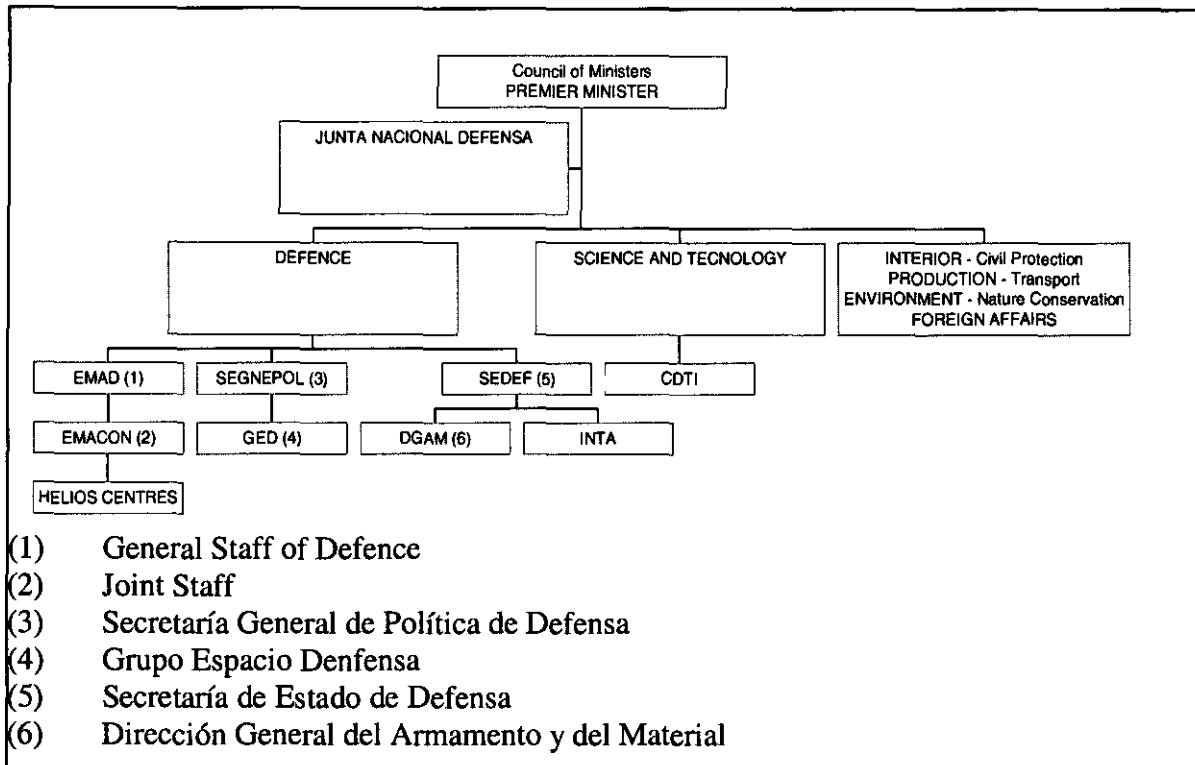 Council of Ministers
PREMIER MINISTER
JUNTA NACIONAL DEFENSA
DEFENCE
SCIENCE AND TECNOLOGY
INTERIOR - Civil Protection
PRODUCTION - Transport
ENVIRONMENT - Nature Conservation
FOREIGN AFFAIRS
EMAD (1)
SEGNEPOL (3)
SEDEF (5)
CDTI
EMACON (2)
GED (4)
DGAM (6)
INTA
HELIOS CENTRES
(1) General Staff of Defence
(2) Joint Staff
(3) Secretaría General de Política de Defensa
(4) Grupo Espacio Denfensa
(5) Secretaría de Estado de Defensa
(6) Dirección General del Armamento y del Material